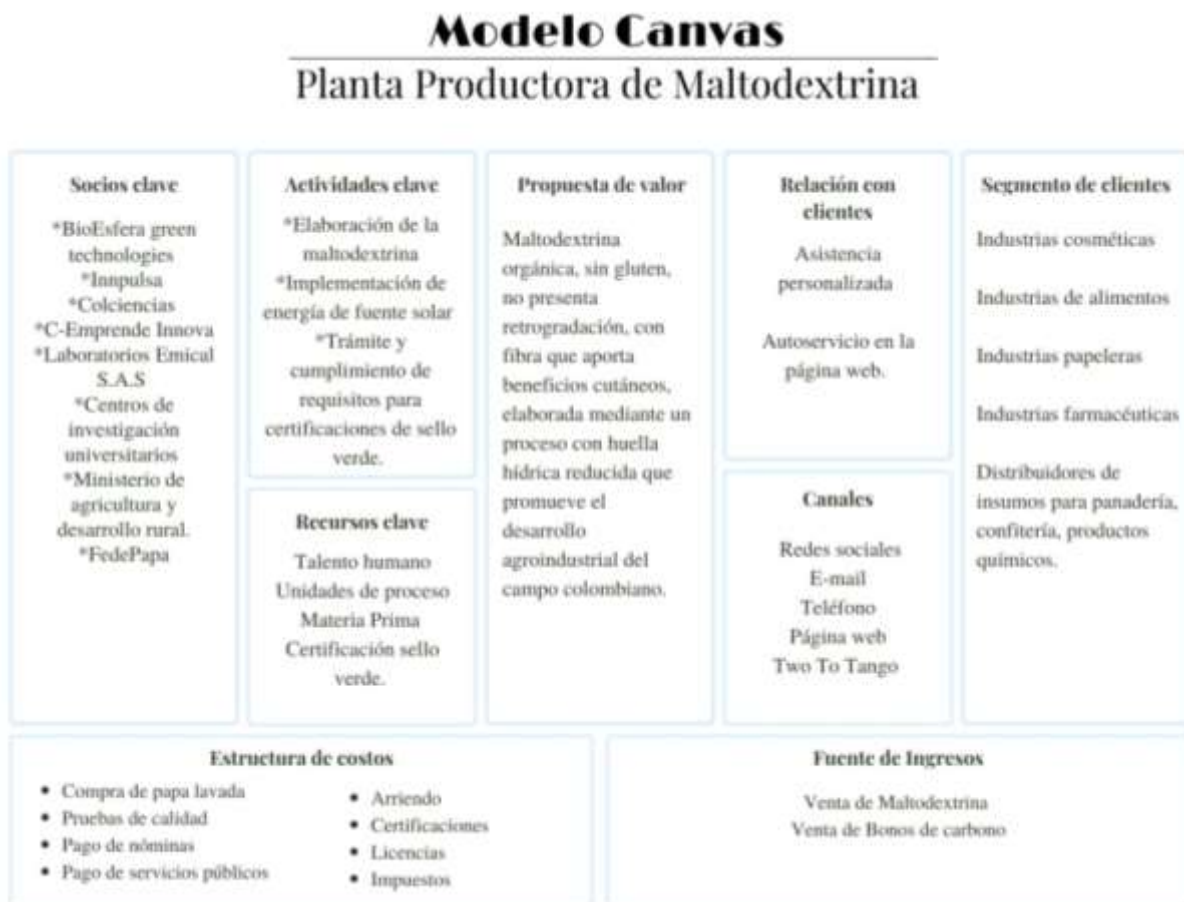 Modelo Canvas
Planta Productora de Maltodextrina
Socios clave
*BioEsfera green
technologies
*Innpulsa
*Colciencias
*C-Emprende Innova
*Laboratorios Emical
S.A.S
*Centros de
investigación
universitarios
*Ministerio de
agricultura y
desarrollo rural.
*FedePapa
Actividades clave
*Elaboración de la
maltodextrina
*Implementación de
energía de fuente solar
*Trámite y
cumplimiento de
requisitos para
certificaciones de sello
verde.
Recursos clave
Talento humano
Unidades de proceso
Materia Prima
Certificación sello
verde.
Propuesta de valor
Maltodextrina
orgánica, sin gluten,
no presenta
retrogradación, con
fibra que aporta
beneficios cutáneos,
elaborada mediante un
proceso con huella
hídrica reducida que
promueve el
desarrollo
agroindustrial del
campo colombiano.
Relación con
clientes
Asistencia
personalizada
Autoservicio en la
página web.
Canales
Redes sociales
E-mail
Teléfono
Página web
Two To Tango
Segmento de clientes
Industrias cosméticas
Industrias de alimentos
Industrias papeleras
Industrias farmacéuticas
Distribuidores de
insumos para panadería,
confitería, productos
químicos.
Estructura de costos
• Compra de papa lavada
• Pruebas de calidad
• Pago de nóminas
• Pago de servicios públicos
• Arriendo
• Certificaciones
• Licencias
• Impuestos
Fuente de Ingresos
Venta de Maltodextrina
Venta de Bonos de carbono